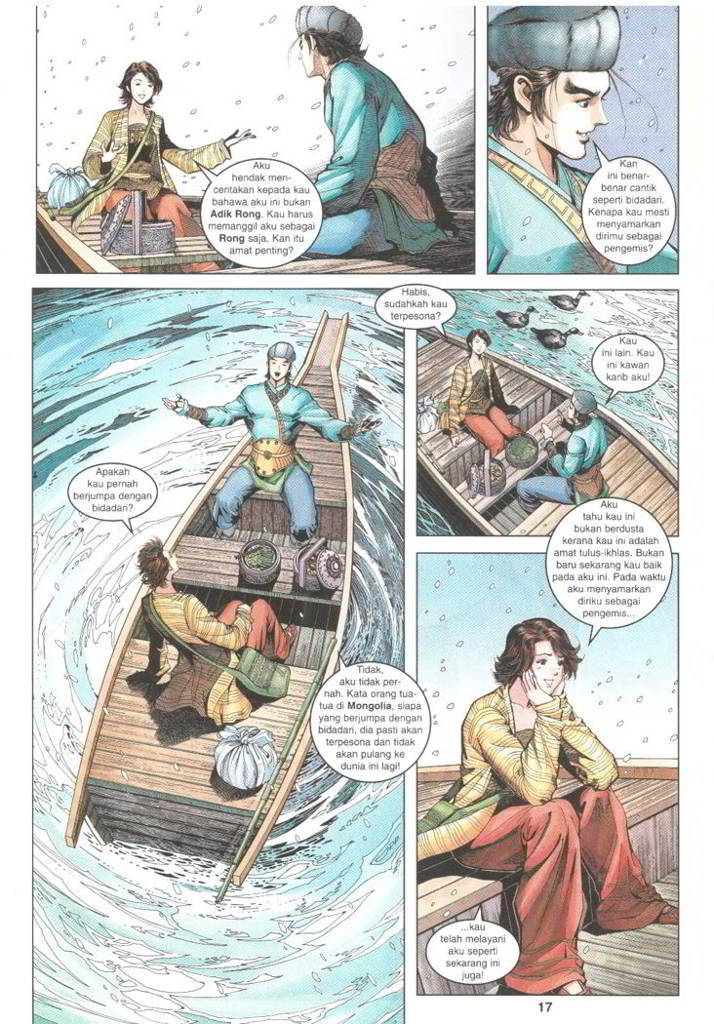 Aku
hendak men-
ceritakan kepada kau
bahawa aku ini bukan
Adik Rong. Kau harus
memanggil aku sebagai
Rong saja. Kan itu
amat penting?
Kan
ini benar-
benar cantik
seperti bidadari.
Kenapa kau mesti
menyamarkan
dirimu sebagai
pengemis?
Apakah
kau pernah
berjumpa dengan
bidadari?
Tidak,
aku tidak per-
nah. Kata orang tua-
tua di Mongolia, siapa
yang berjumpa dengan
bidadari, dia pasti akan
terpesona dan tidak
akan pulang ke
dunia ini lagi!
Habis,
sudahkah kau
terpesona?
Kau
ini lain. Kau
ini kawan
karib aku!
Aku
tahu kau ini
bukan berdusta
kerana kau ini adalah
amat tulus-ikhlas. Bukan
baru sekarang kau baik
pada aku ini. Pada waktu
aku menyamarkan
diriku sebagai
pengemis...
...kau
telah melayani
aku seperti
sekarang ini
juga!
17